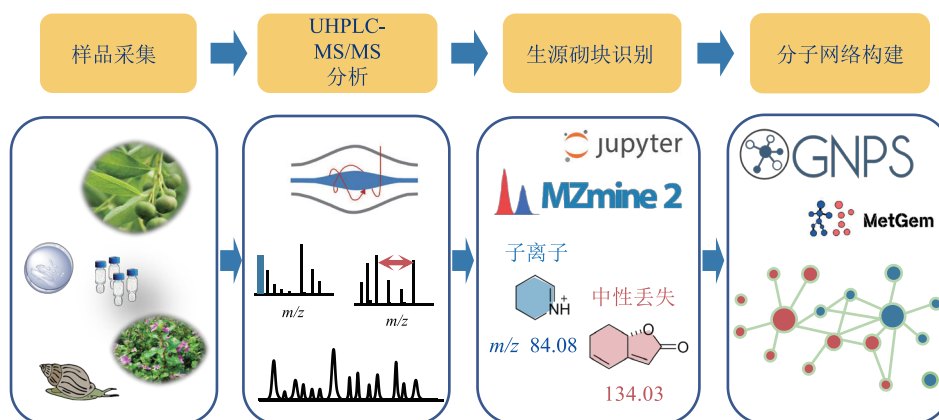 样品采集
UHPLC-
MS/MS
分析
生源砌块识别
分子网络构建
m/z
m/z
jupyter
MZmine 2
子离子
+
NH
m/z 84.08
中性丢失
O
O
134.03
GNPS
MetGem